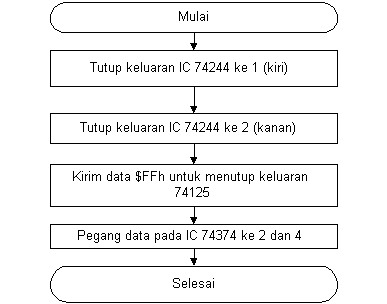 Mulai
Tutup keluaran IC 74244 ke 1 (kiri)
Tutup keluaran IC 74244 ke 2 (kanan)
Kirim data $FFh untuk menutup keluaran
74125
Pegang data pada IC 74374 ke 2 dan 4
Selesai